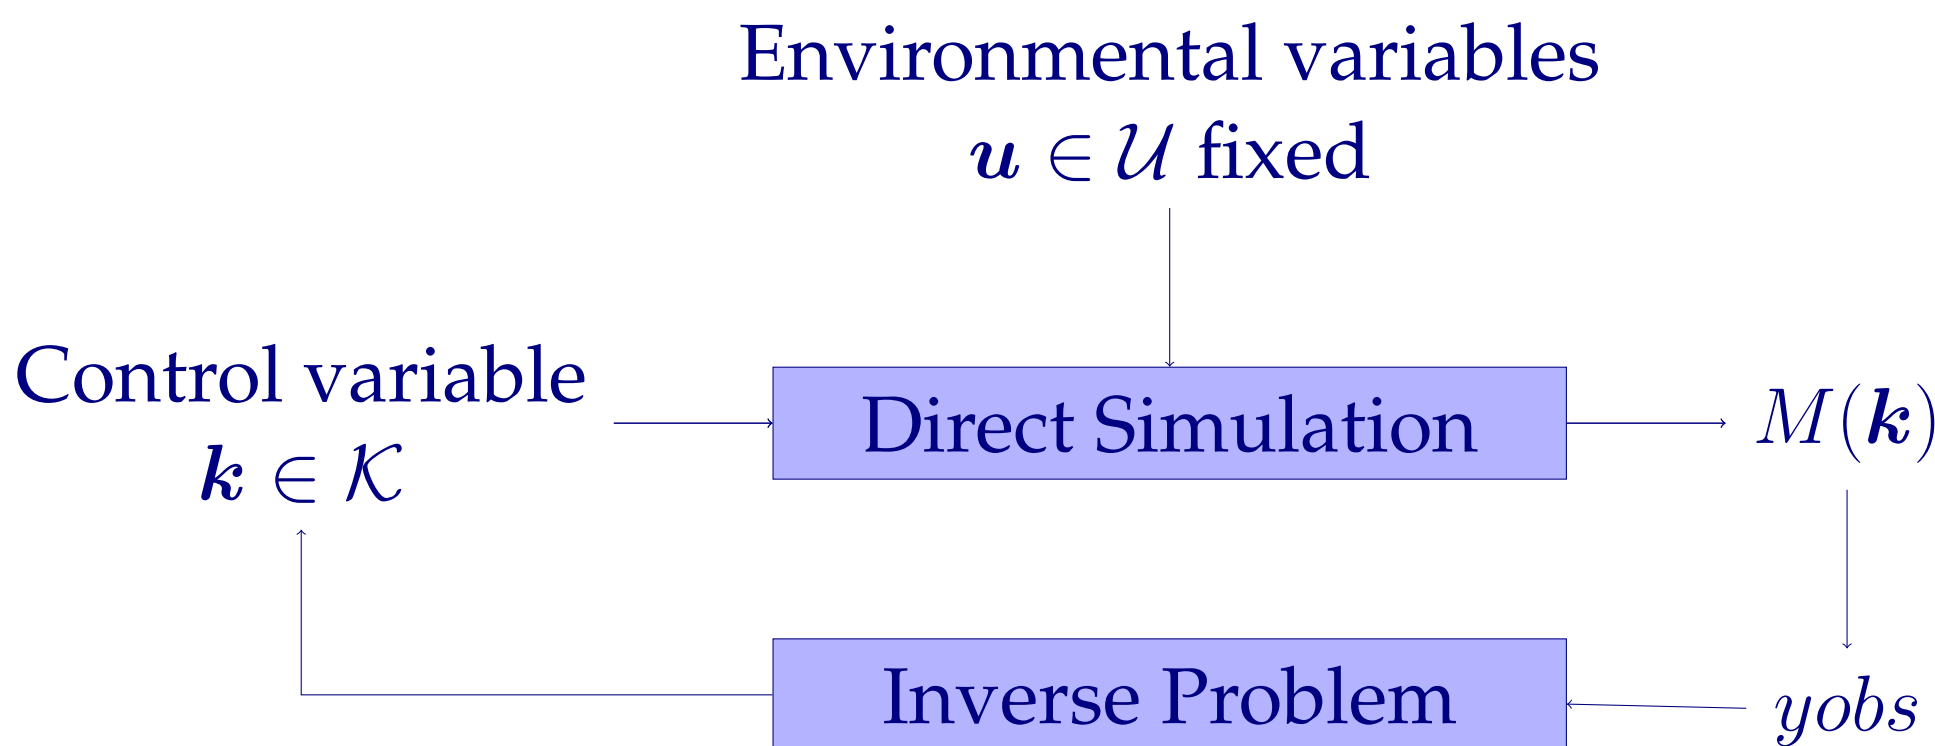 Environmental variables
𝒖 ∈ 𝒰 fixed
Control variable
𝒌 ∈ 𝒦
Direct Simulation
M(𝒌)
Inverse Problem
yobs